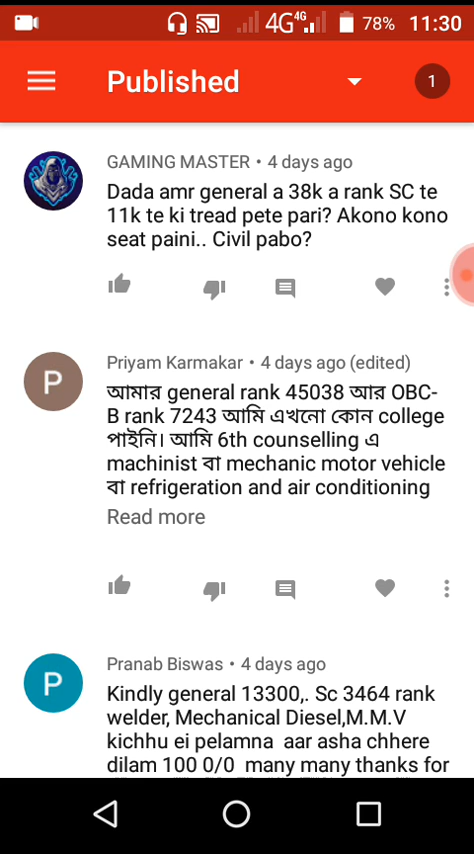 4G 4G 78% 11:30
Published 1
GAMING MASTER • 4 days ago
Dada amr general a 38k a rank SC te
11k te ki tread pete pari? Akono kono
seat paini.. Civil pabo?
P Priyam Karmakar • 4 days ago (edited)
আমার general rank 45038 আর OBC-
B rank 7243 আমি এখনো কোন college
পাইনি। আমি 6th counselling এ
machinist বা mechanic motor vehicle
বা refrigeration and air conditioning
Read more
P Pranab Biswas • 4 days ago
Kindly general 13300,. Sc 3464 rank
welder, Mechanical Diesel,M.M.V
kichhu ei pelamna aar asha chhere
dilam 100 0/0 many many thanks for